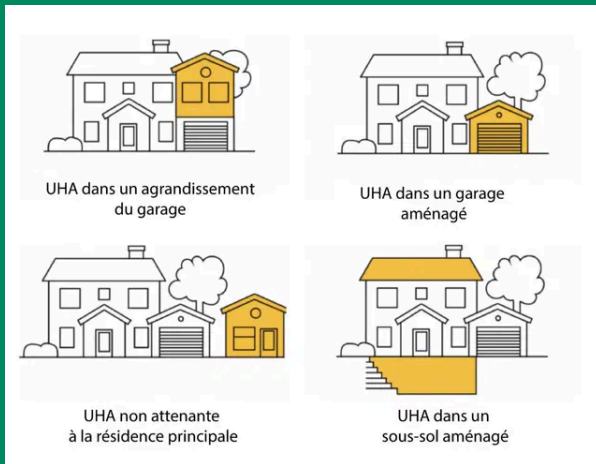 UHA dans un agrandissement
du garage
UHA dans un garage
aménagé
UHA non attenante
à la résidence principale
UHA dans un
sous-sol aménagé